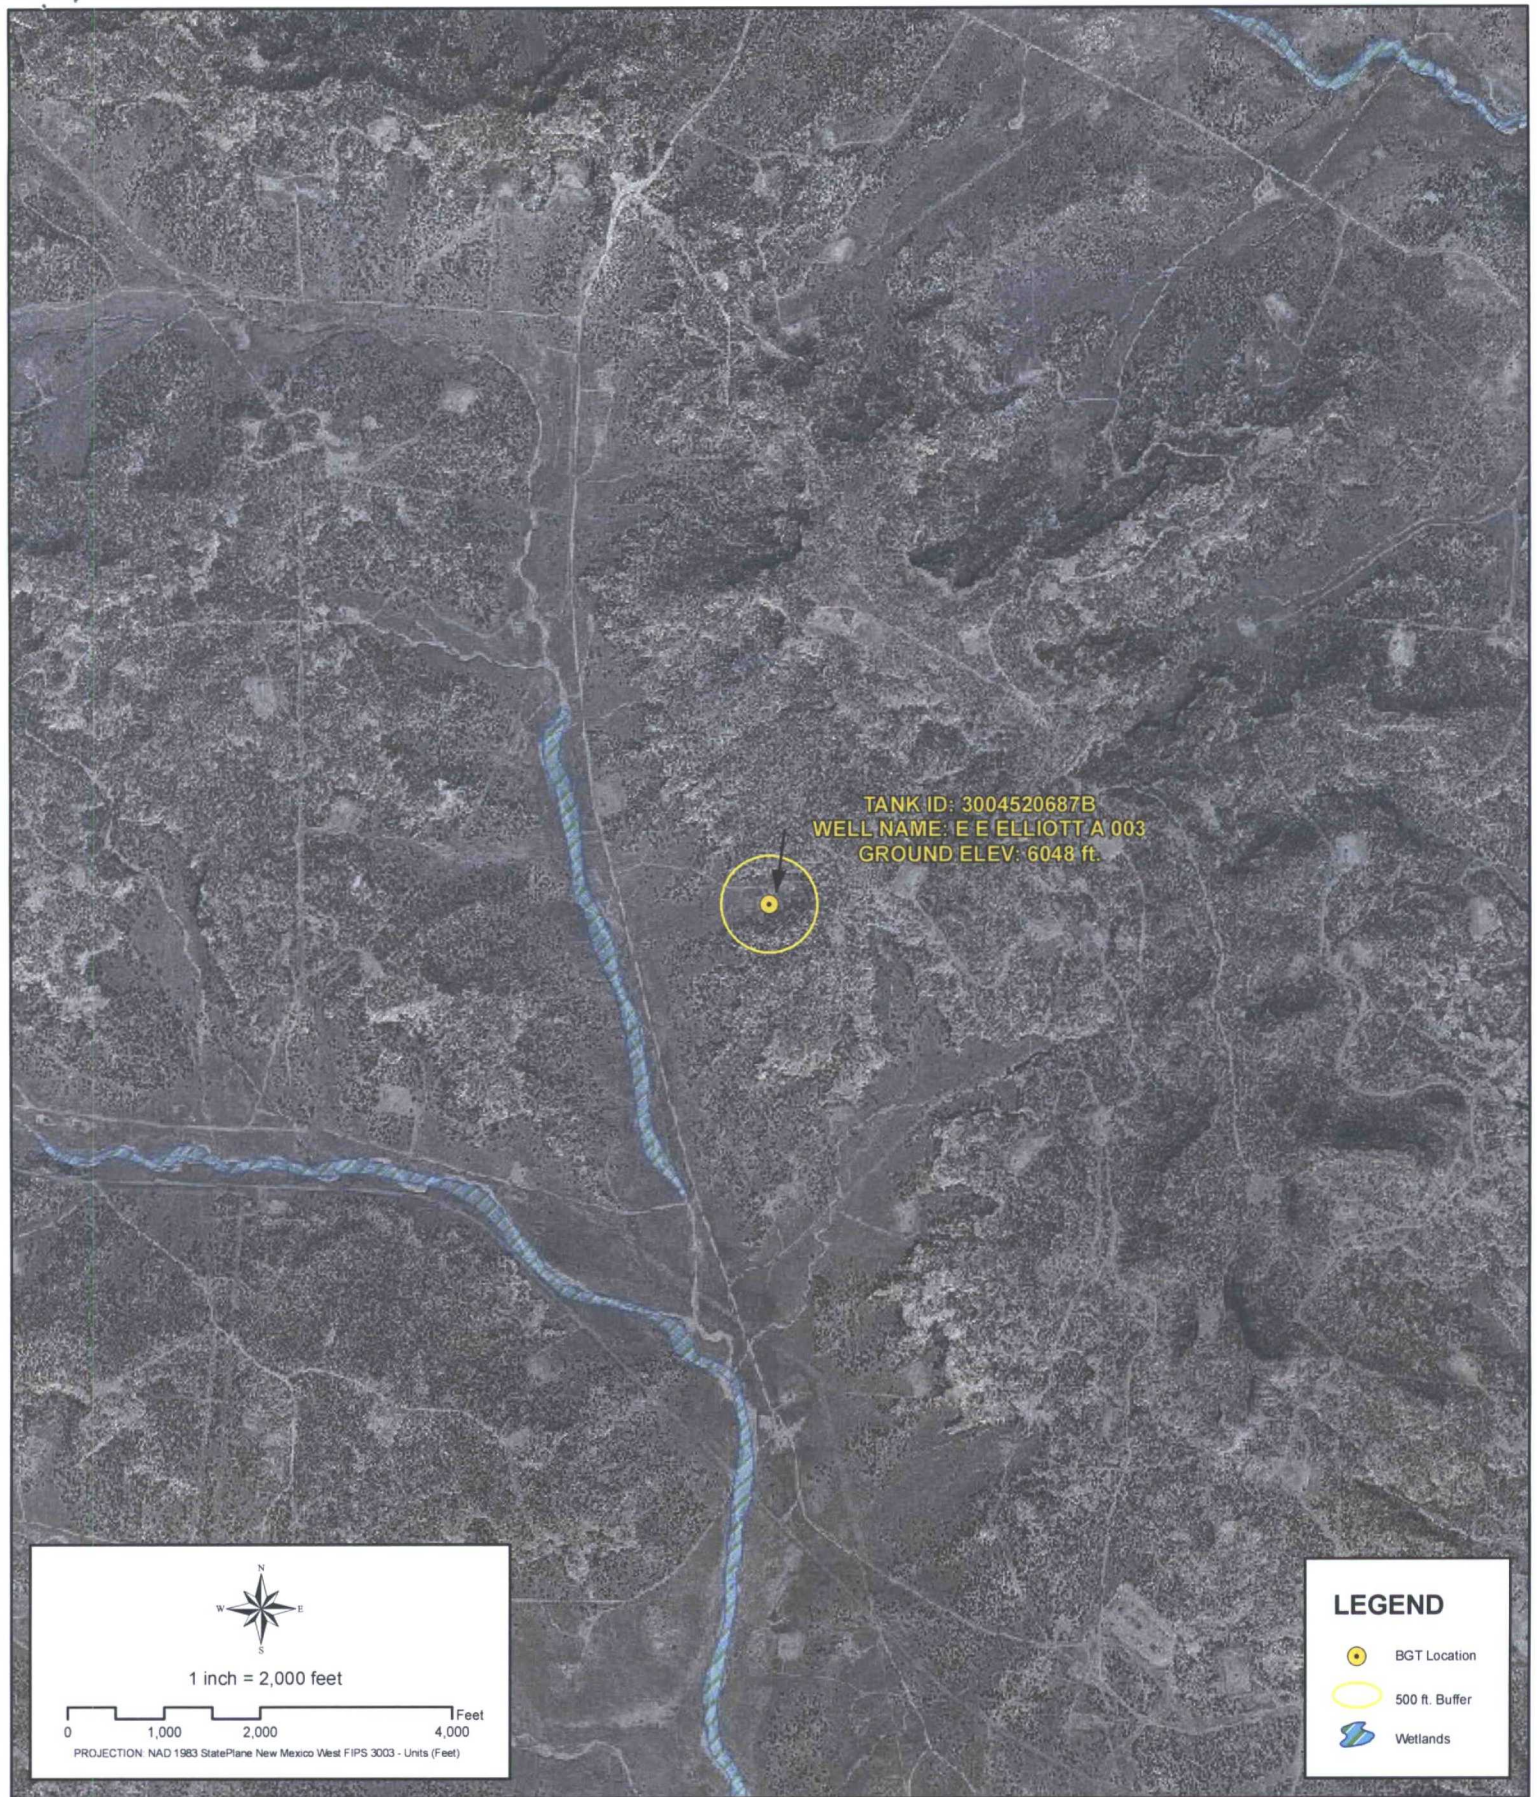 TANK ID: 3004520687B
WELL NAME: E E ELLIOTT A 003
GROUND ELEV: 6048 ft.
N
W E
S
1 inch = 2,000 feet
Feet
0 1,000 2,000 4,000
PROJECTION: NAD 1983 StatePlane New Mexico West FIPS 3003 - Units (Feet)
LEGEND
BGT Location
500 ft. Buffer
Wetlands